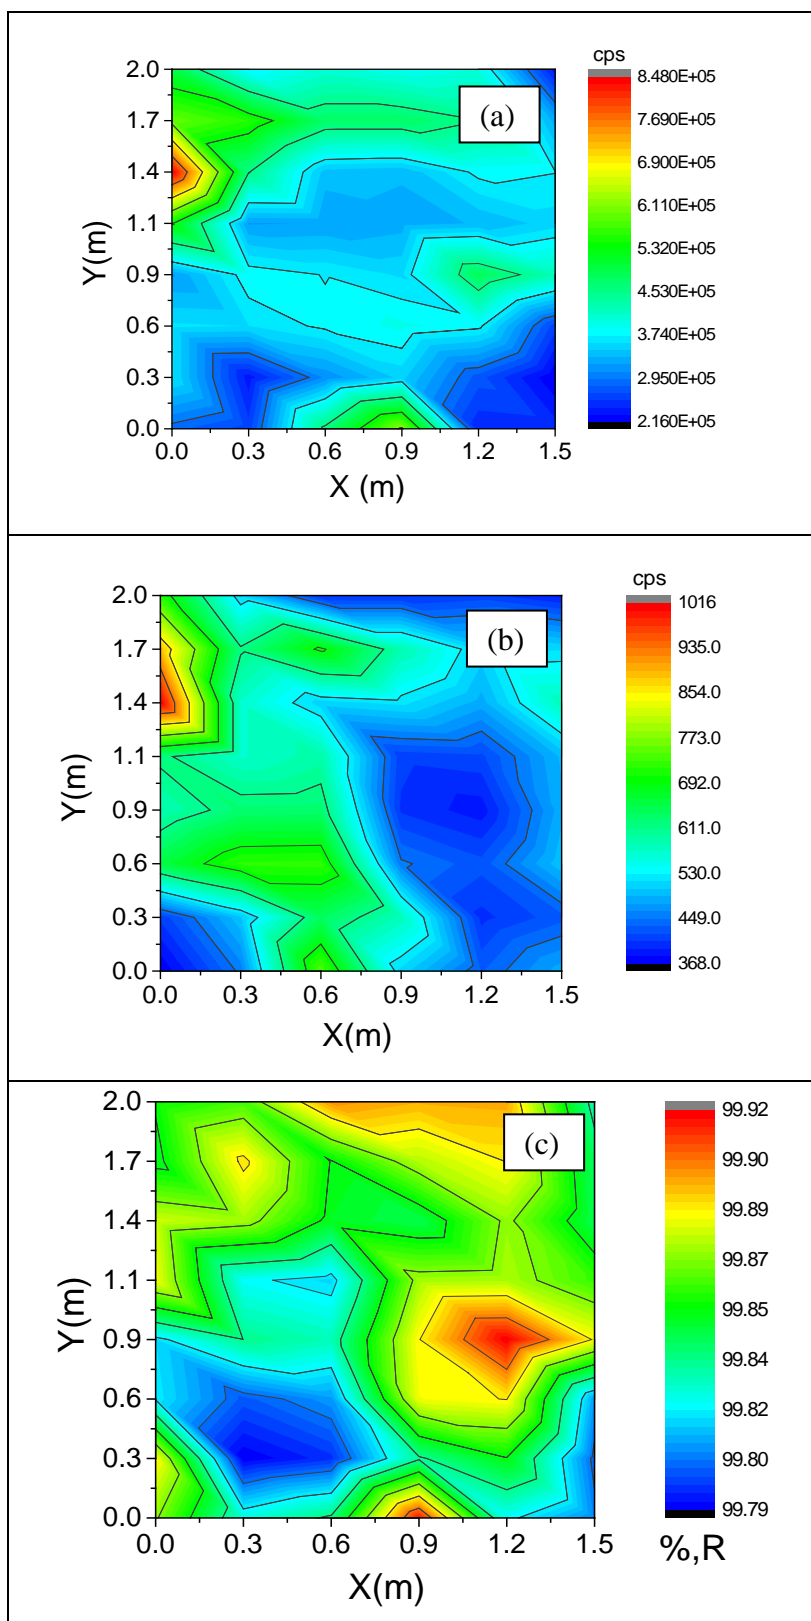 cps
2.0
1.7
1.4
1.1
0.9
0.6
0.3
0.0
Y(m)
(a)
8.480E+05
7.690E+05
6.900E+05
6.110E+05
5.320E+05
4.530E+05
3.740E+05
2.950E+05
2.160E+05
0.0 0.3 0.6 0.9 1.2 1.5
X (m)
cps
2.0
1.7
1.4
1.1
0.9
0.6
0.3
0.0
Y(m)
(b)
1016
935.0
854.0
773.0
692.0
611.0
530.0
449.0
368.0
0.0 0.3 0.6 0.9 1.2 1.5
X(m)
2.0
1.7
1.4
1.1
0.9
0.6
0.3
0.0
Y(m)
(c)
99.92
99.90
99.89
99.87
99.85
99.84
99.82
99.80
99.79
%,R
0.0 0.3 0.6 0.9 1.2 1.5
X(m)